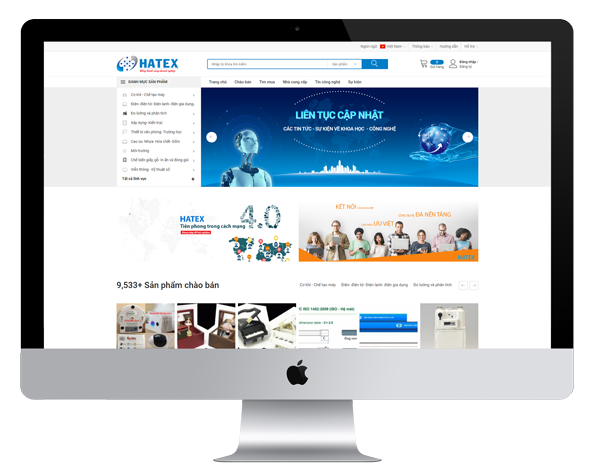 Ngôn ngữ Việt Nam Thông báo Hướng dẫn Hỗ trợ
HATEX
Nhập từ khóa tìm kiếm Sản phẩm
0
Giỏ hàng
Đăng nhập /
Đăng ký
DANH MỤC SẢN PHẨM Trang chủ Chào bán Tìm mua Nhà cung cấp Tin công nghệ Sự kiện
Cơ khí - Chế tạo máy
Điện- điện tử- Điện lạnh- điện gia dụng
Đo lường và phân tích
Xây dựng- kiến trúc
Thiết bị văn phòng- Trường học
Cao su- Nhựa- Hóa chất- Gốm
Môi trường
Chế biến giấy, gỗ- in ấn và đóng gói
Viễn thông - Kỹ thuật số
Tất cả lĩnh vực
LIÊN TỤC CẬP NHẬT
CÁC TIN TỨC - SỰ KIỆN VỀ KHOA HỌC - CÔNG NGHỆ
HATEX
Tiên phong trong cách mạng
4.0
KẾT NỐI
ĐA NỀN TẢNG
ƯU VIỆT
HATEX
9,533+ Sản phẩm chào bán
Cơ khí - Chế tạo máy Điện- điện tử- Điện lạnh- điện gia dụng Đo lường và phân tích